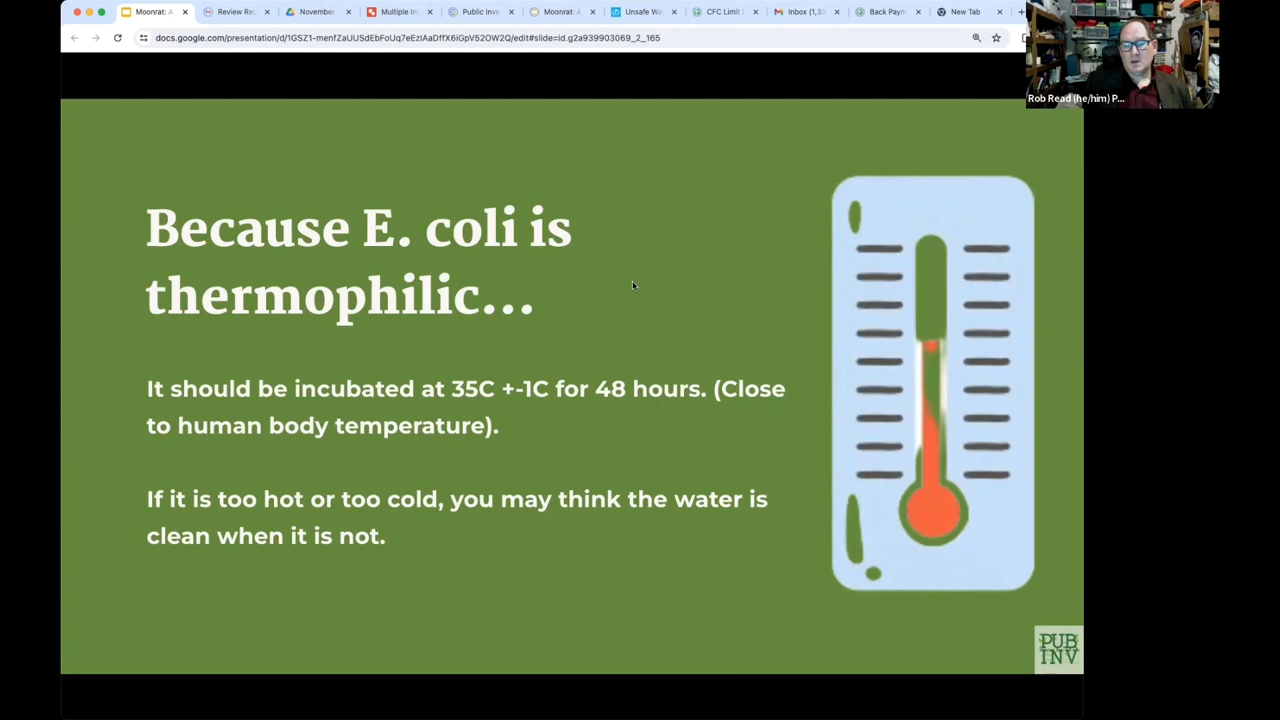 Moonrat: A
Review Re
November
Multiple In
Public Inve
Moonrat: A
Unsafe Wa
CFC Limit
Inbox (1,33
Back Paym
New Tab
docs.google.com/presentation/d/1GSZ1-menfZaUUSdEbPcUq7eEzIAaDffX6iGpV52OW2Q/edit#slide=id.g2a939903069_2_165
Rob Read (he/him) P...
Because E. coli is
thermophilic...
It should be incubated at 35C +-1C for 48 hours. (Close
to human body temperature).
If it is too hot or too cold, you may think the water is
clean when it is not.
PUB
INV